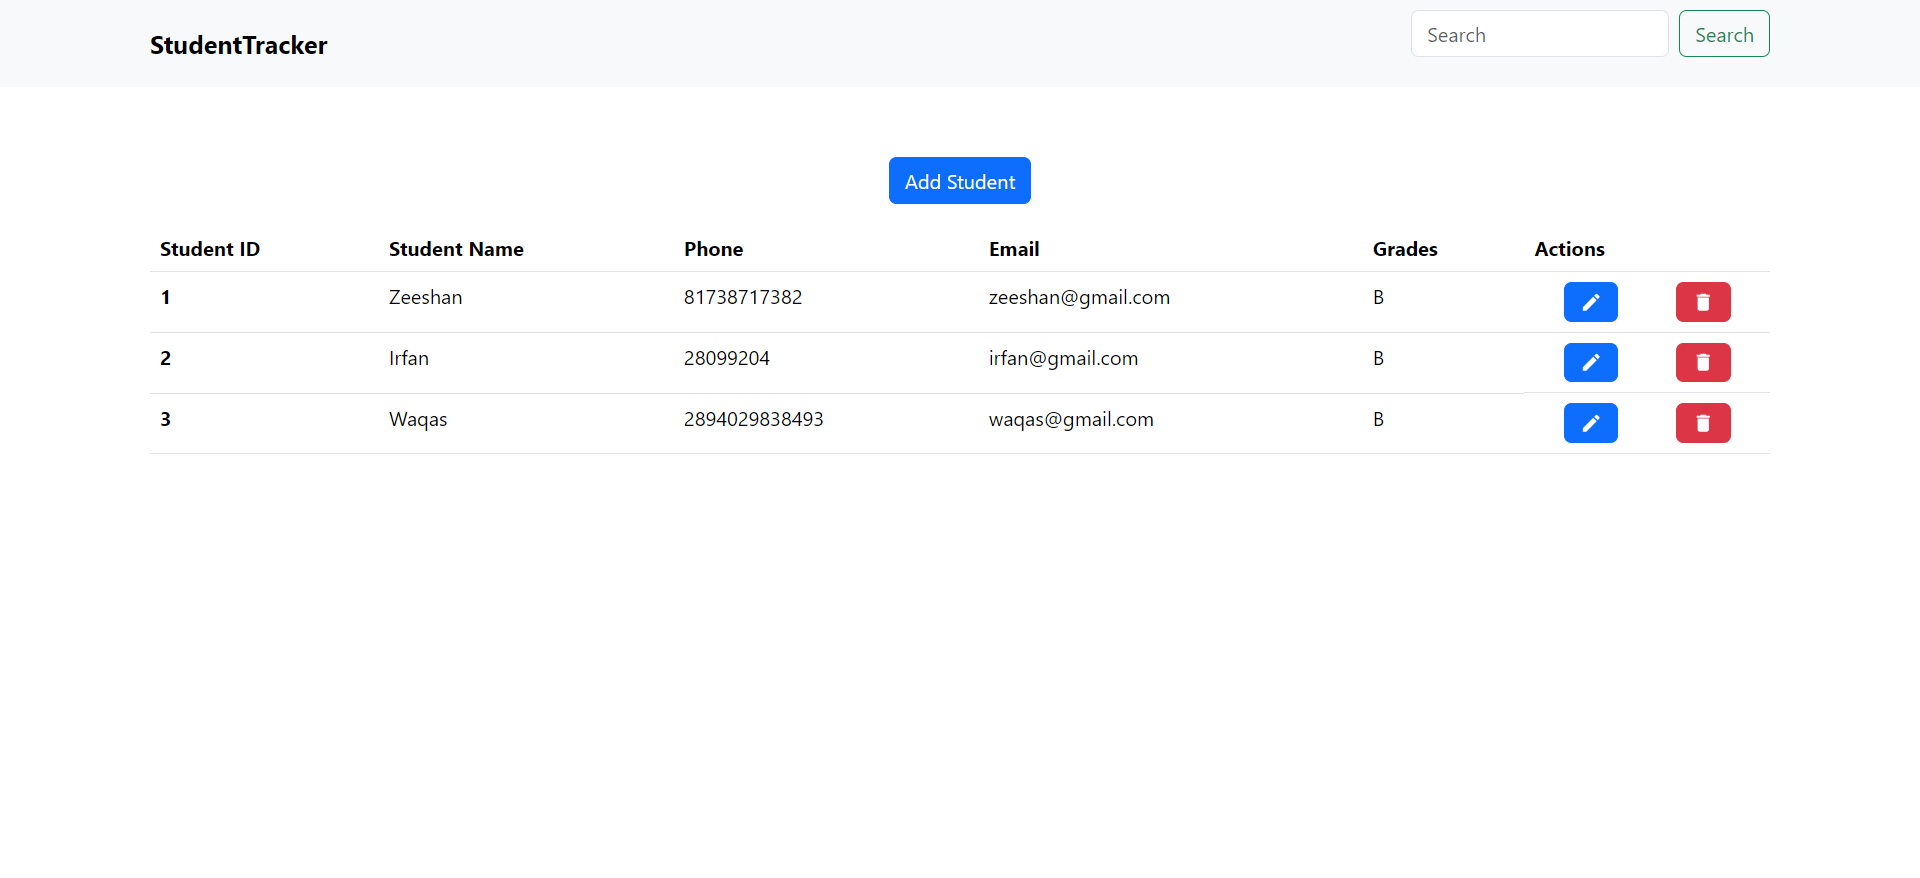 StudentTracker Search Search
Add Student
Student ID Student Name Phone Email Grades Actions
1 Zeeshan 81738717382 zeeshan@gmail.com B
2 Irfan 28099204 irfan@gmail.com B
3 Waqas 2894029838493 waqas@gmail.com B